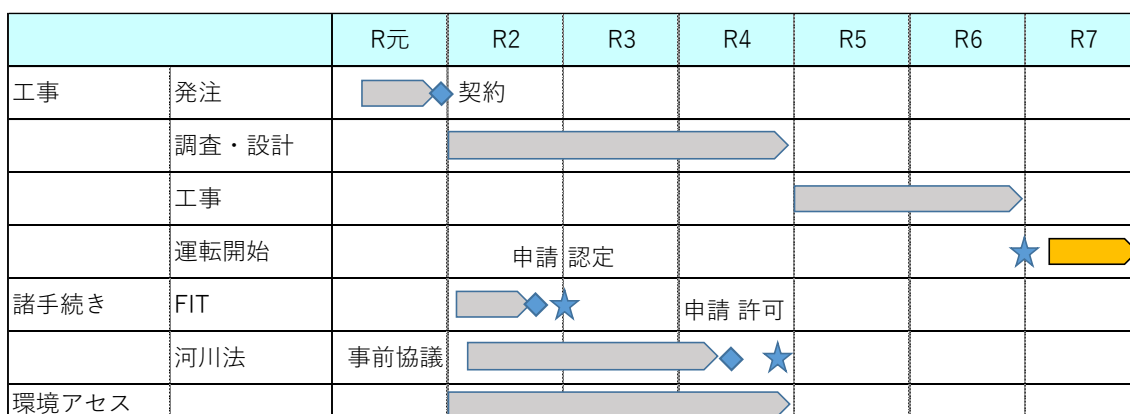 R元 R2 R3 R4 R5 R6 R7
工事 発注 契約
調査・設計
工事
運転開始 申請 認定
諸手続き FIT 申請 許可
河川法 事前協議
環境アセス